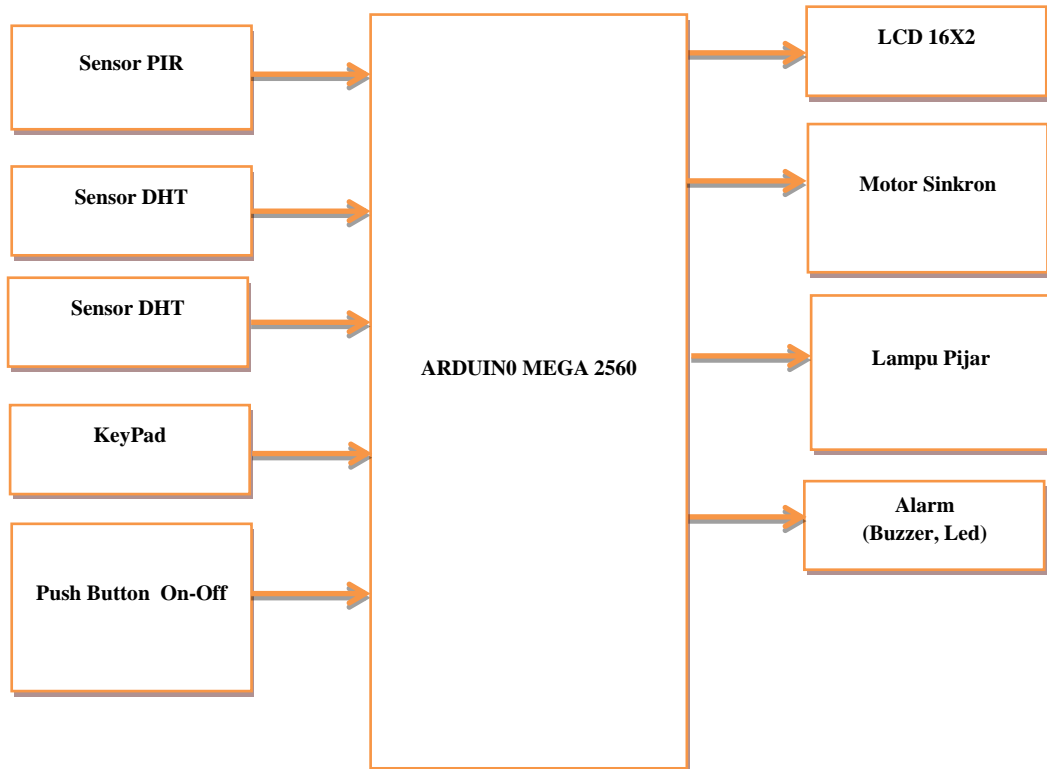 Sensor PIR
Sensor DHT
Sensor DHT
KeyPad
Push Button  On-Off
ARDUIN0 MEGA 2560
LCD 16X2
Motor Sinkron
Lampu Pijar
Alarm
(Buzzer, Led)